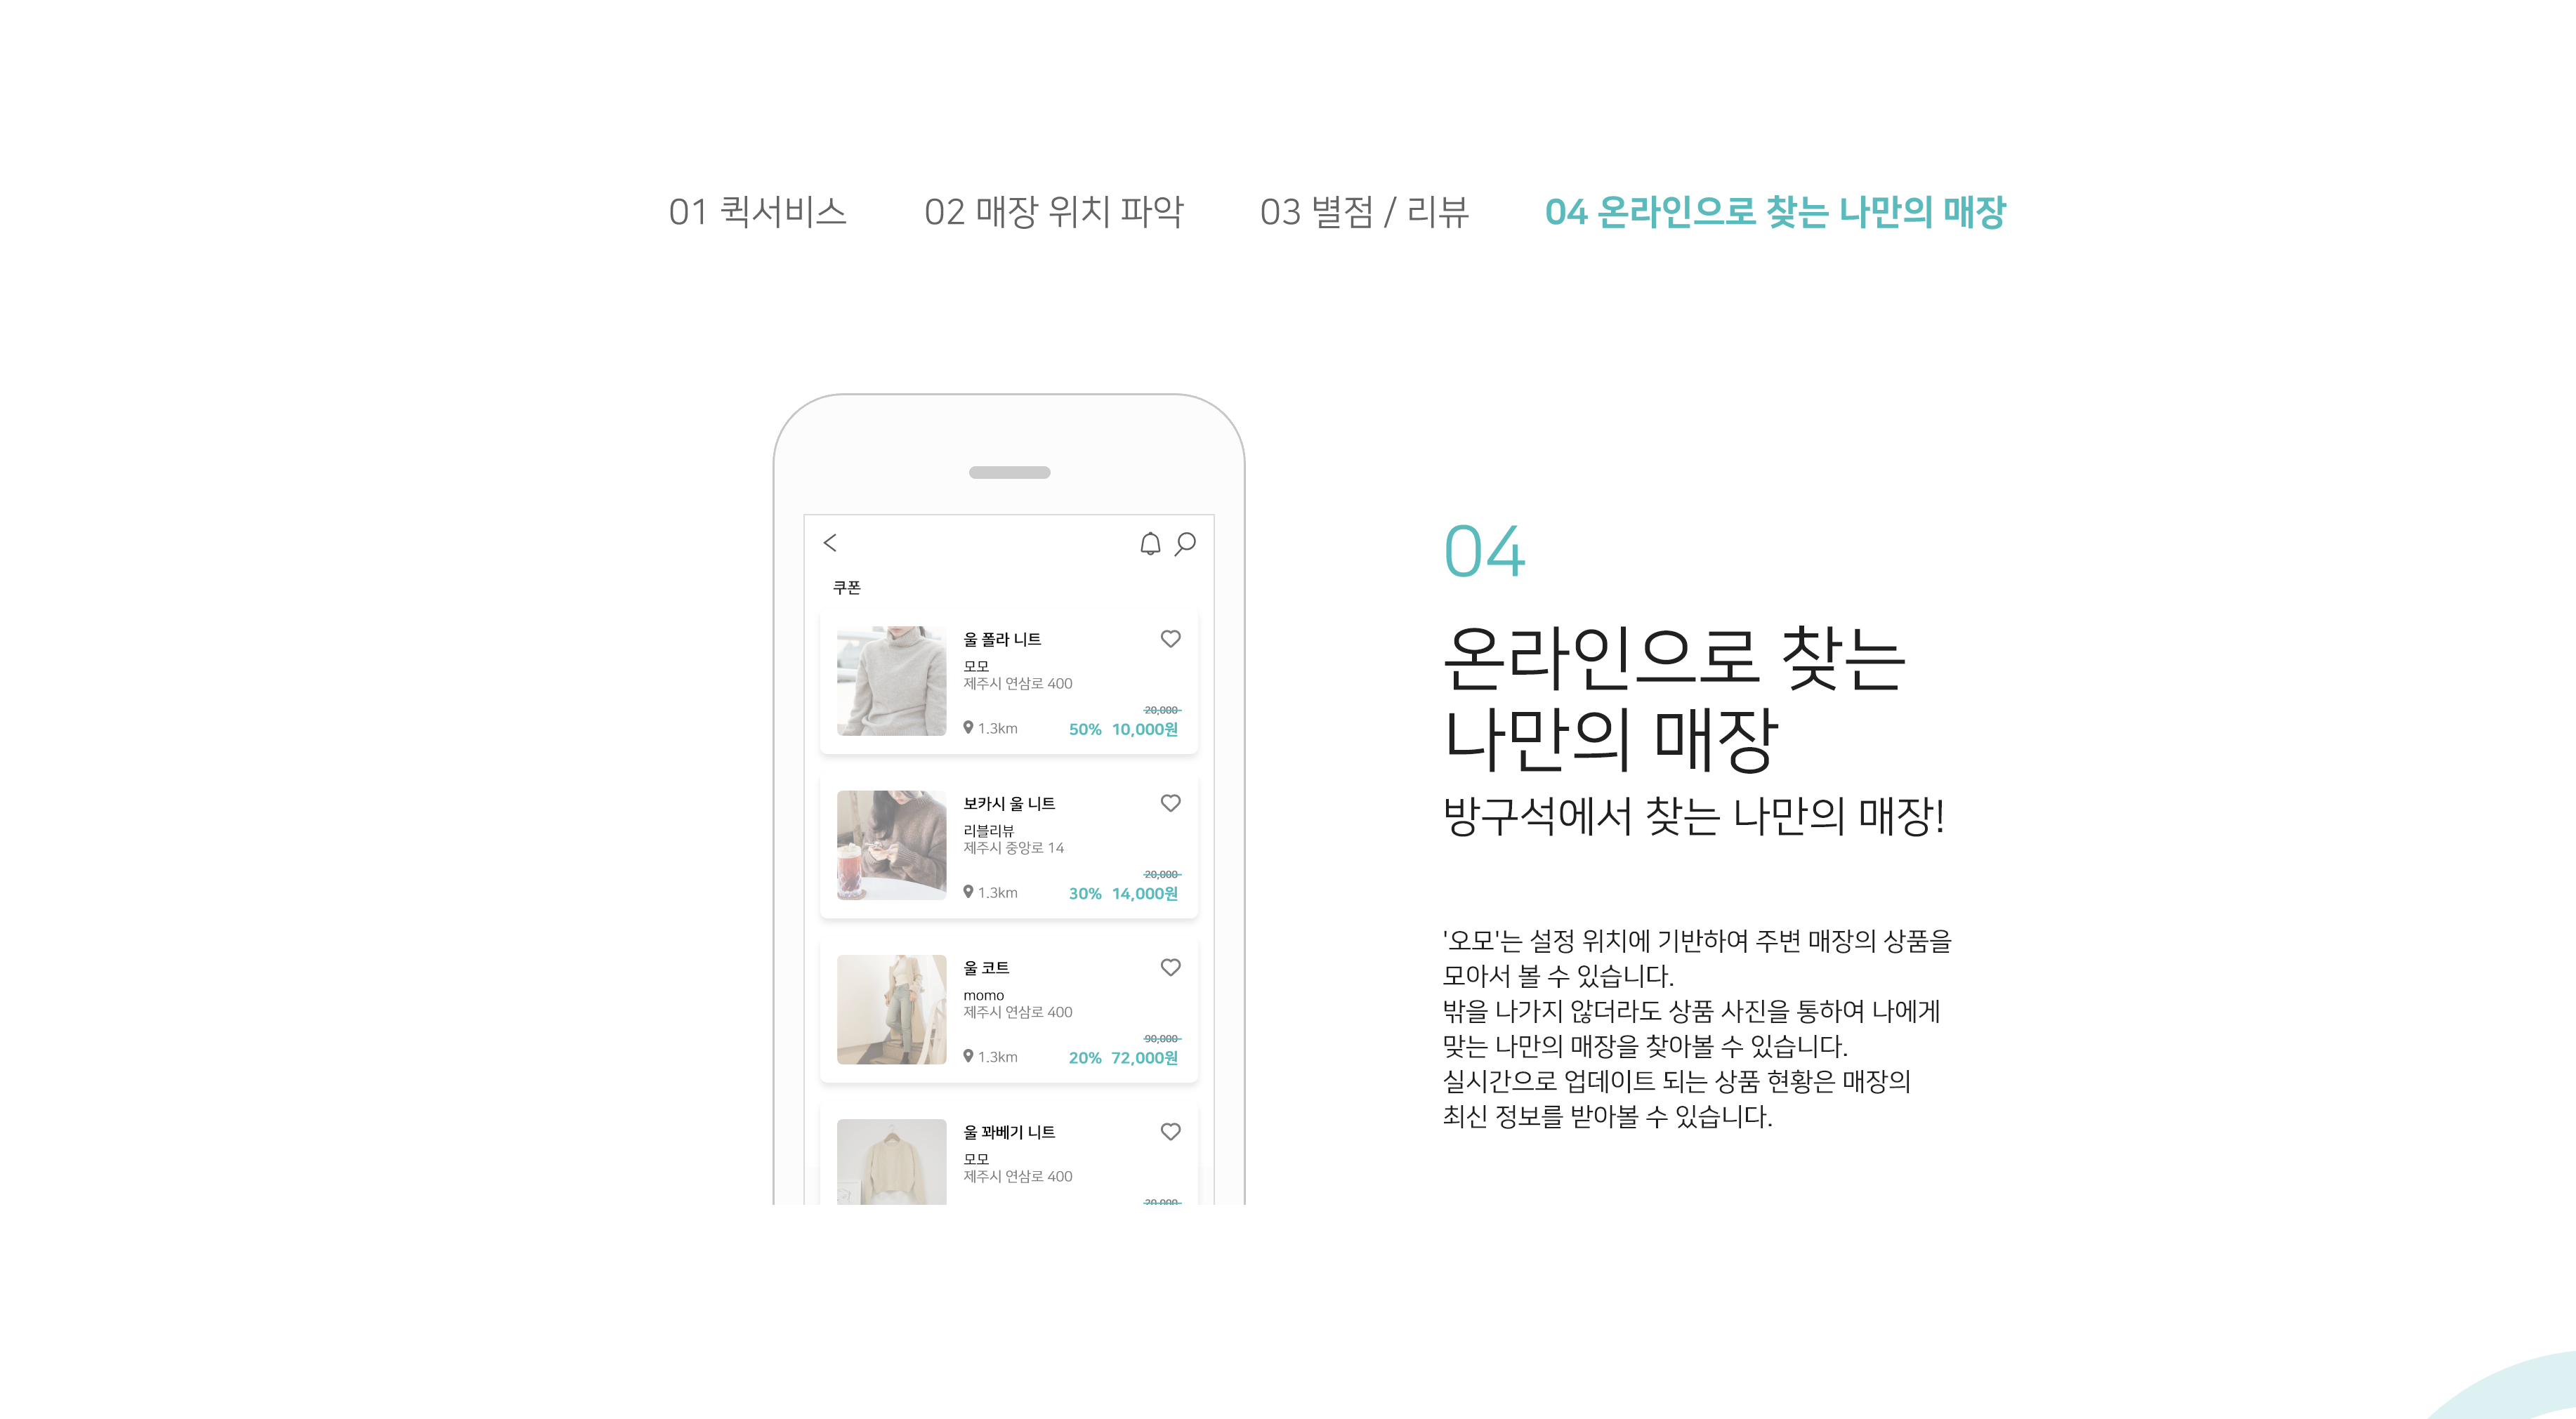 01 퀵서비스
02 매장 위치 파악
03 별점 / 리뷰
04 온라인으로 찾는 나만의 매장
쿠폰
울 폴라 니트
모모
제주시 연삼로 400
20,000
1.3km
50% 10,000원
보카시 울 니트
리블리뷰
제주시 중앙로 14
20,000
1.3km
30% 14,000원
울 코트
momo
제주시 연삼로 400
90,000
1.3km
20% 72,000원
울 꽈베기 니트
모모
제주시 연삼로 400
20,000
04
온라인으로 찾는
나만의 매장
방구석에서 찾는 나만의 매장!
'오모'는 설정 위치에 기반하여 주변 매장의 상품을
모아서 볼 수 있습니다.
밖을 나가지 않더라도 상품 사진을 통하여 나에게
맞는 나만의 매장을 찾아볼 수 있습니다.
실시간으로 업데이트 되는 상품 현황은 매장의
최신 정보를 받아볼 수 있습니다.